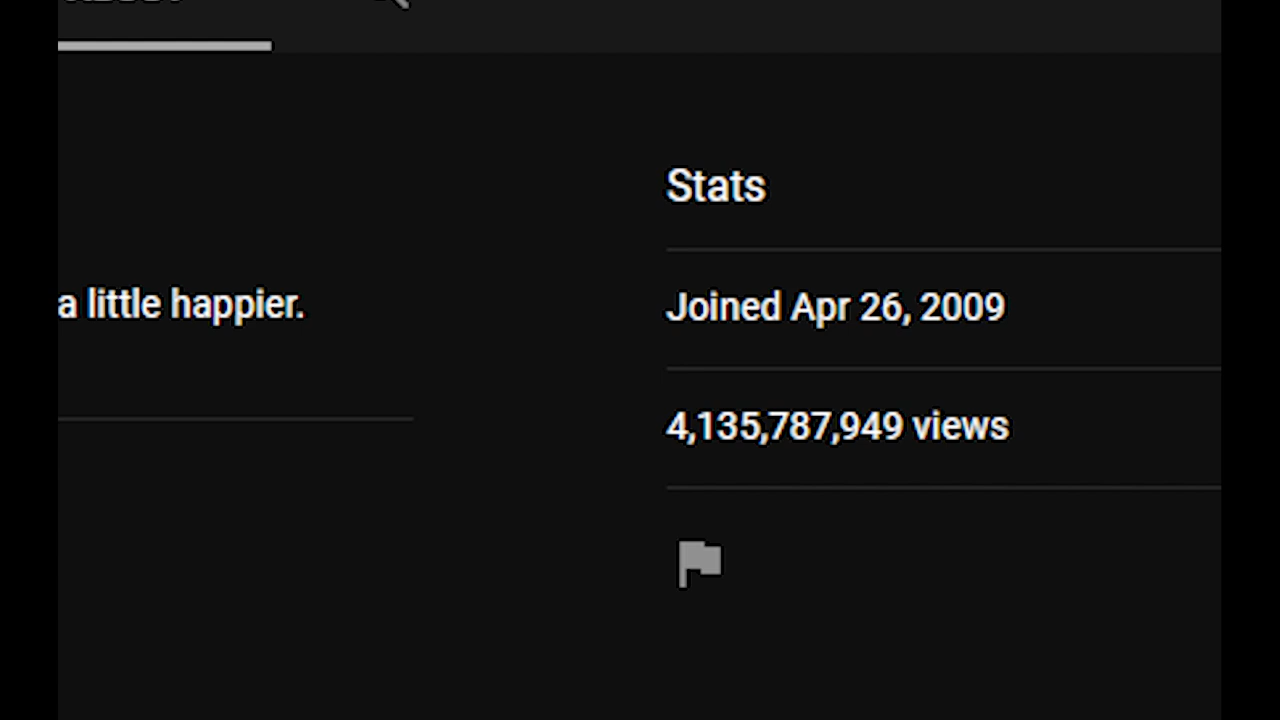 Stats
a little happier.
Joined Apr 26, 2009
4,135,787,949 views